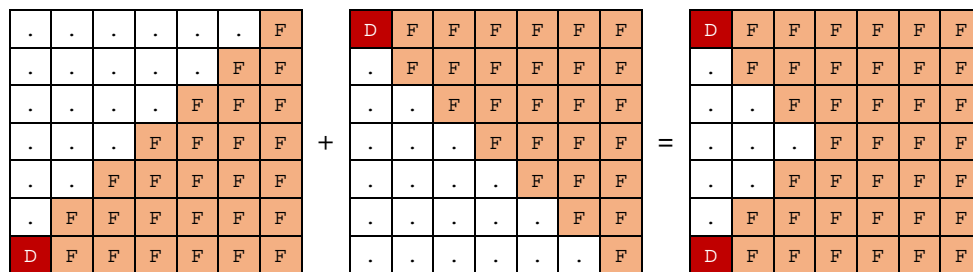 . . . . . . F D F F F F F F D F F F F F F
. . . . . F F . F F F F F F . F F F F F F
. . . . F F F . . F F F F F . . F F F F F
. . . F F F F + . . . F F F F = . . . F F F F
. . F F F F F . . . . F F F . . F F F F F
. F F F F F F . . . . . F F . F F F F F F
D F F F F F F . . . . . . F D F F F F F F